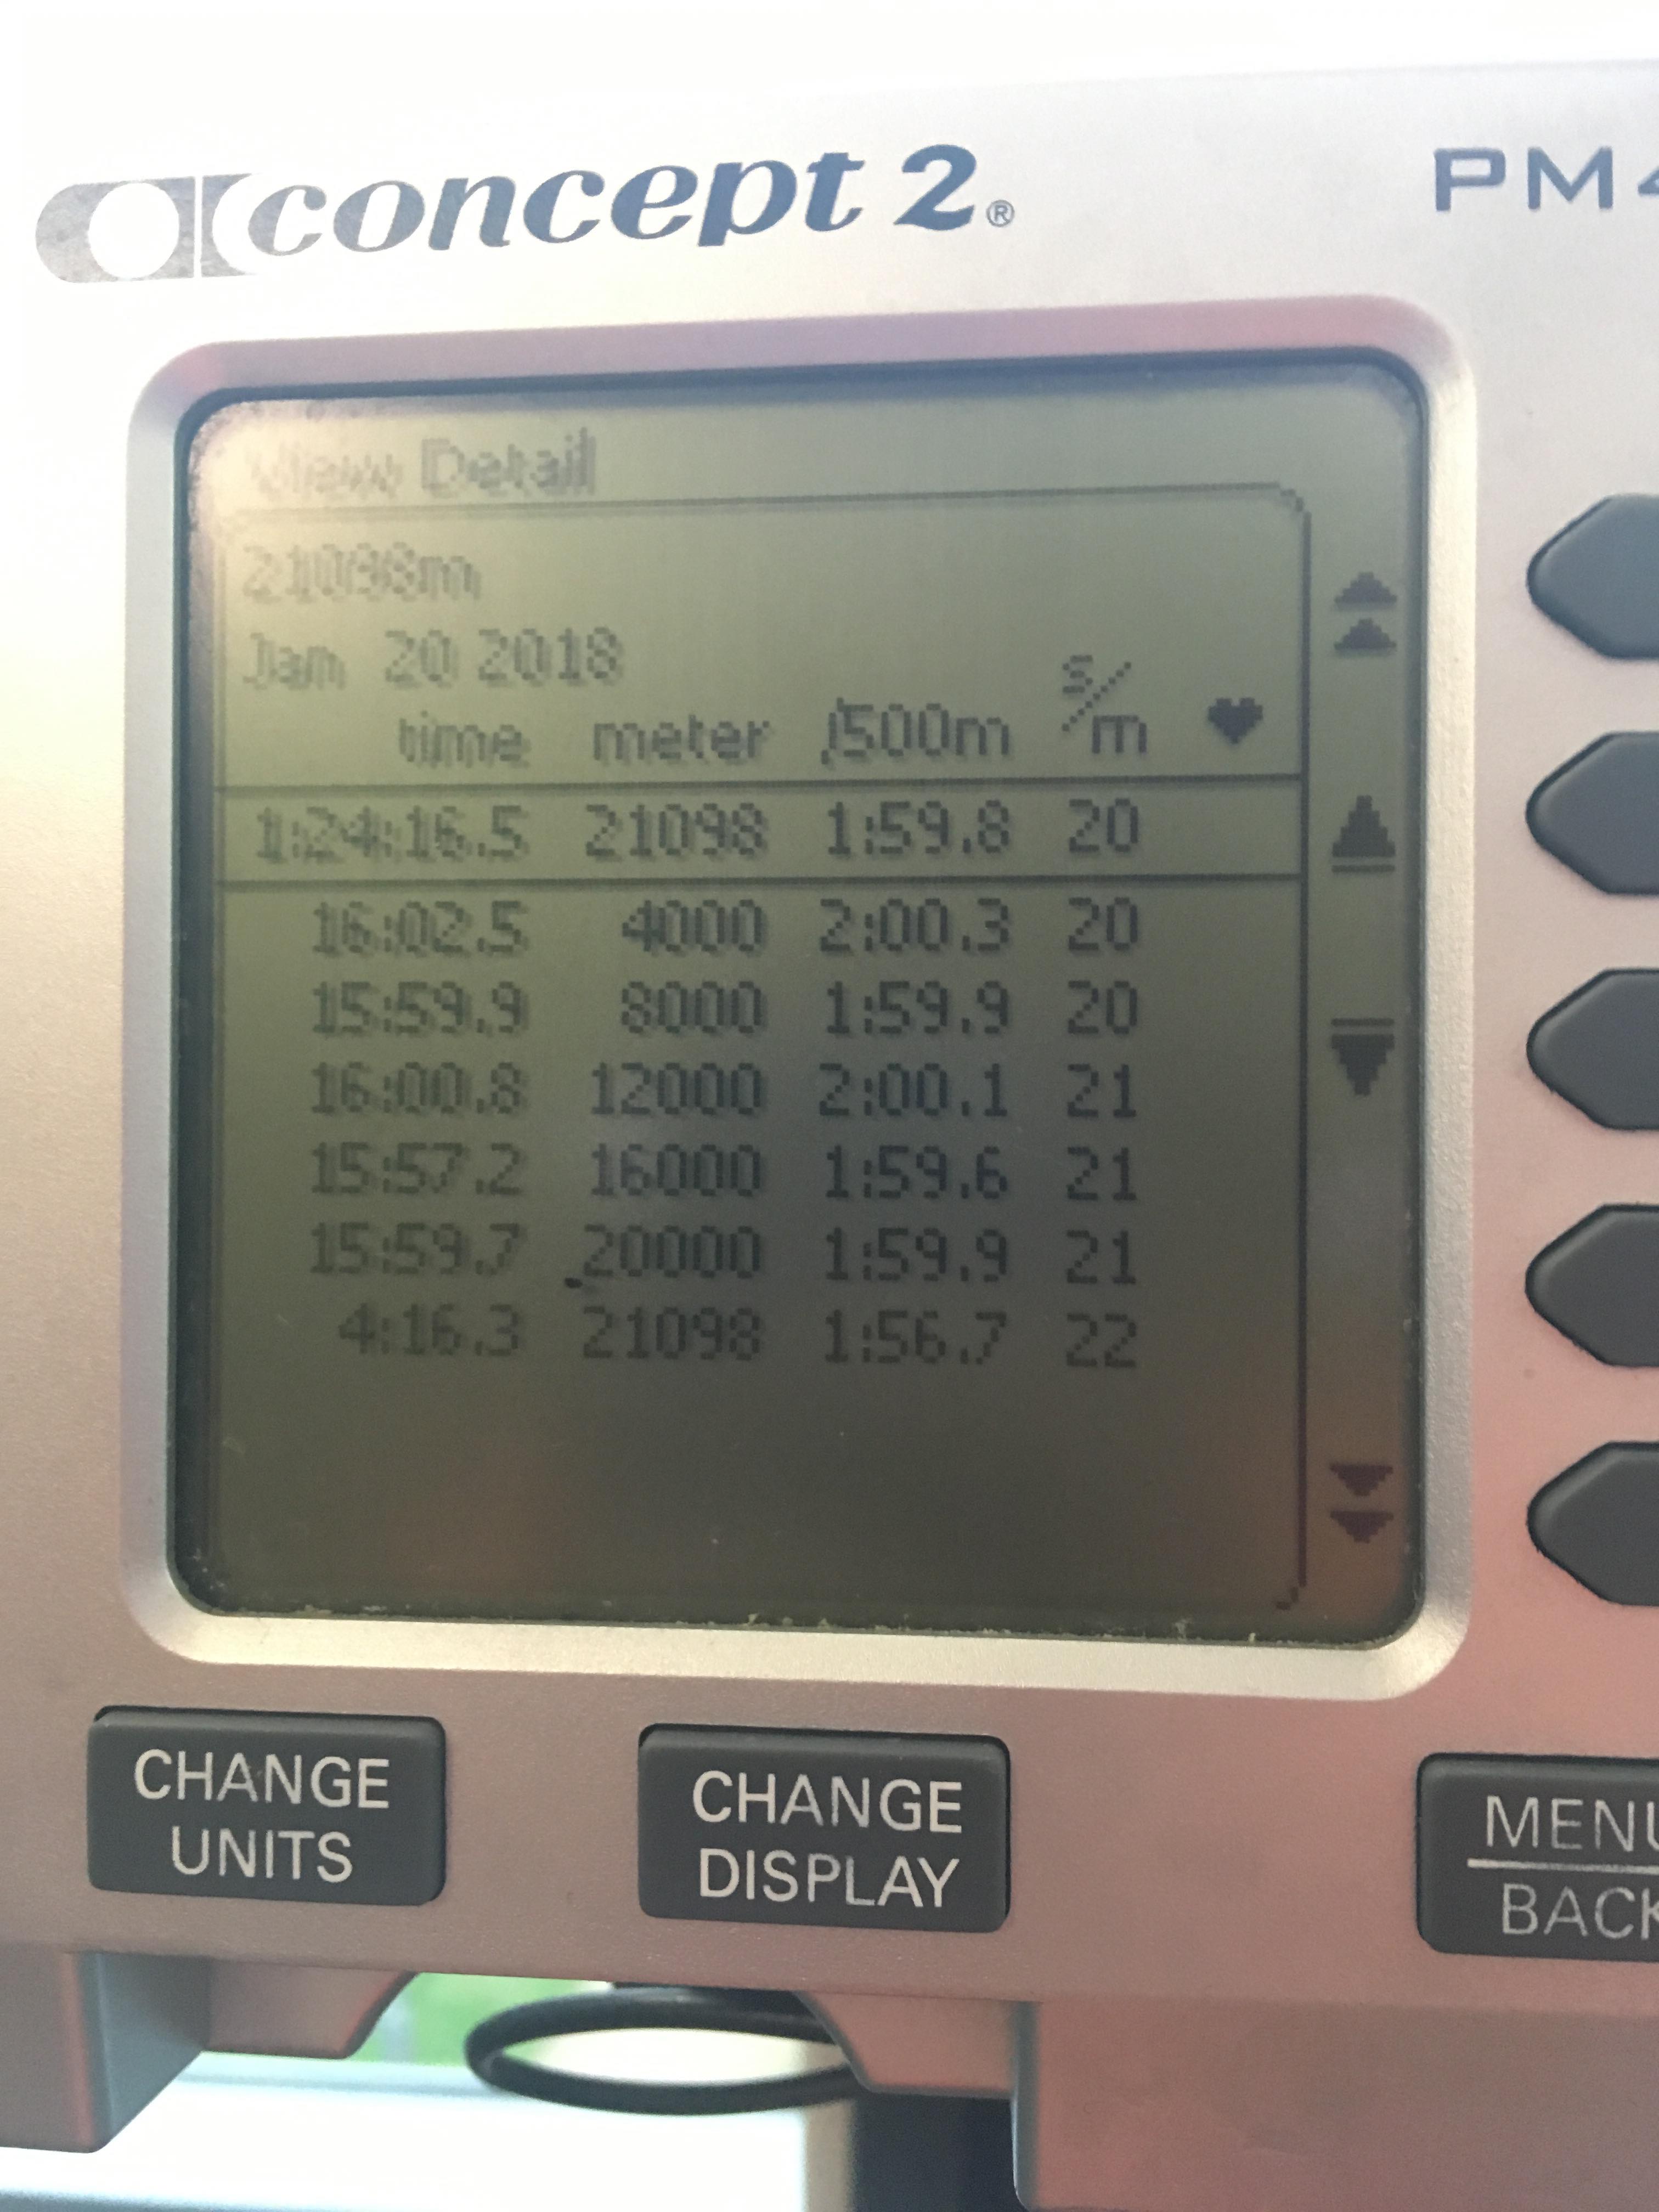 concept 2®
PM4
View Detail
21098m
Jan 20 2018
time meter /500m s/m ♥
1:24:16.5 21098 1:59.8 20
16:02.5 4000 2:00.3 20
15:59.9 8000 1:59.9 20
16:00.8 12000 2:00.1 21
15:57.2 16000 1:59.6 21
15:59.7 20000 1:59.9 21
4:16.3 21098 1:56.7 22
CHANGE
UNITS
CHANGE
DISPLAY
MENU
BACK